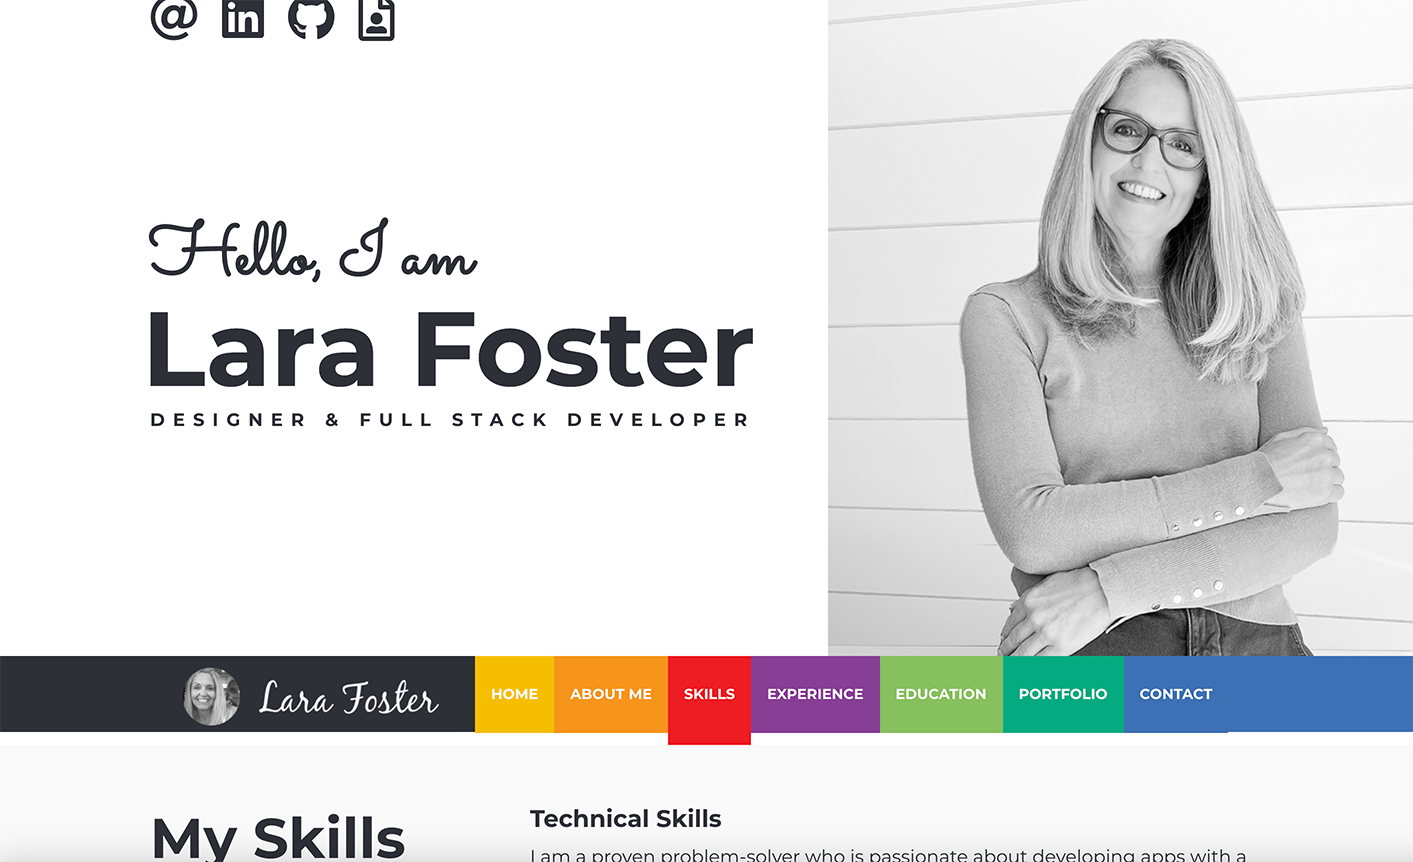 Hello, I am
Lara Foster
DESIGNER & FULL STACK DEVELOPER
Lara Foster
HOME
ABOUT ME
SKILLS
EXPERIENCE
EDUCATION
PORTFOLIO
CONTACT
My Skills
Technical Skills
I am a proven problem-solver who is passionate about developing apps with a